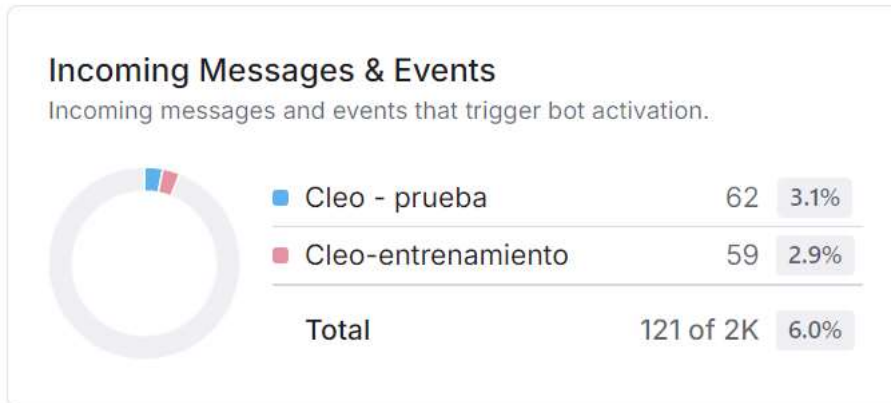 Incoming Messages & Events
Incoming messages and events that trigger bot activation.
Cleo - prueba 62 3.1%
Cleo-entrenamiento 59 2.9%
Total 121 of 2K 6.0%